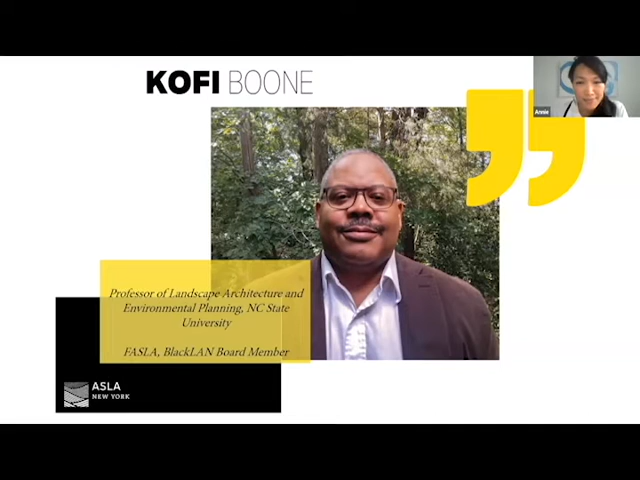 KOFI BOONE
Annie
Professor of Landscape Architecture and
Environmental Planning, NC State
University
FASLA, BlackLAN Board Member
ASLA
NEW YORK